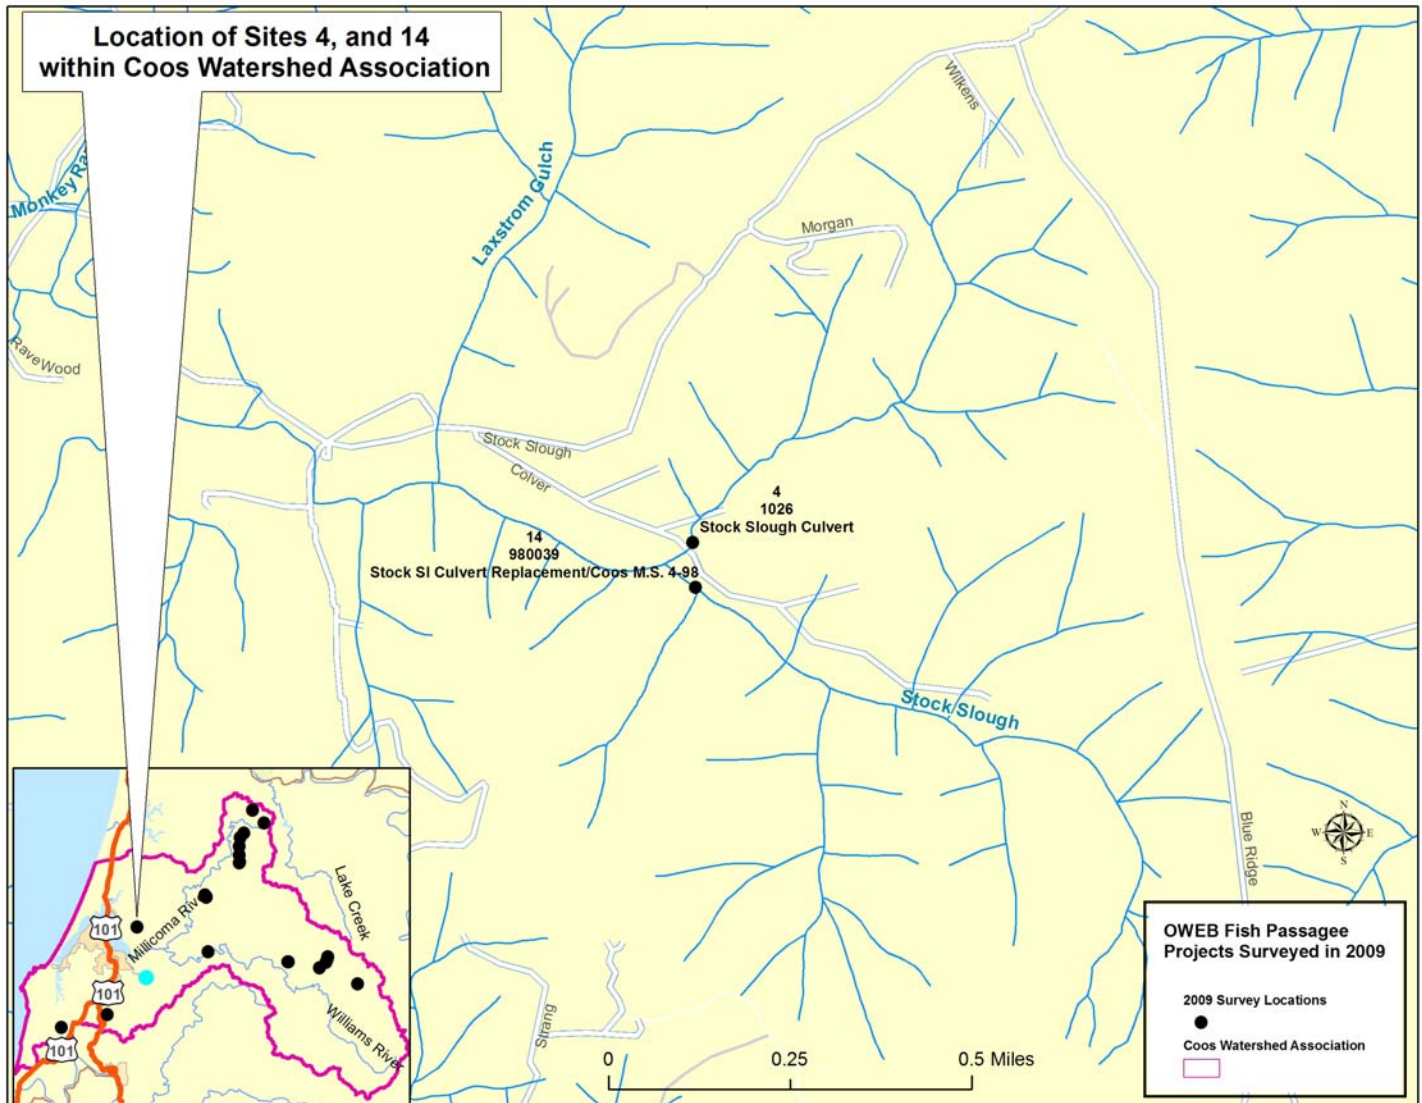 Location of Sites 4, and 14
within Coos Watershed Association
Wilkens
Monkey Ra
Laxstrom Gulch
Morgan
RaveWood
Stock Slough
Colver
4
1026
Stock Slough Culvert
14
980039
Stock Sl Culvert Replacement/Coos M.S. 4-98
Stock Slough
Blue Ridge
N
W
E
S
Lake Creek
Millicoma River
101
101
101
Williams River
Strang
0
0.25
0.5 Miles
OWEB Fish Passagee
Projects Surveyed in 2009
2009 Survey Locations
Coos Watershed Association